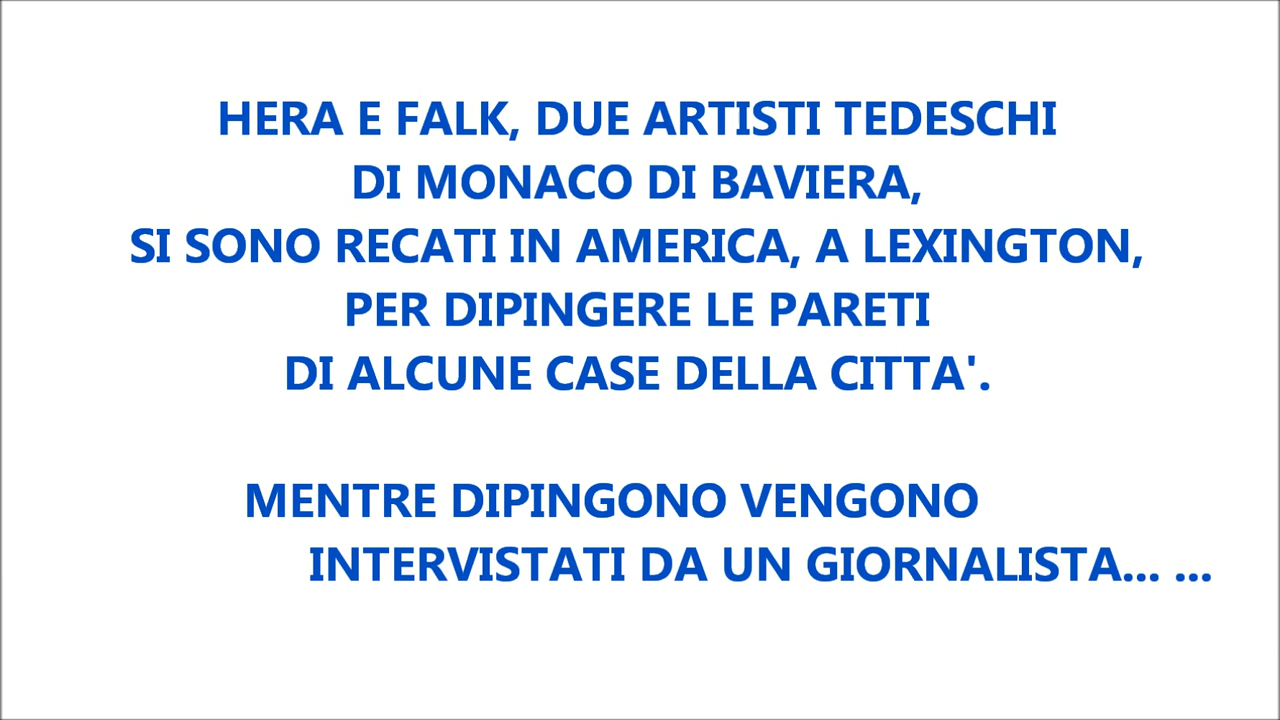 HERA E FALK, DUE ARTISTI TEDESCHI
DI MONACO DI BAVIERA,
SI SONO RECATI IN AMERICA, A LEXINGTON,
PER DIPINGERE LE PARETI
DI ALCUNE CASE DELLA CITTA'.
MENTRE DIPINGONO VENGONO
INTERVISTATI DA UN GIORNALISTA... ...